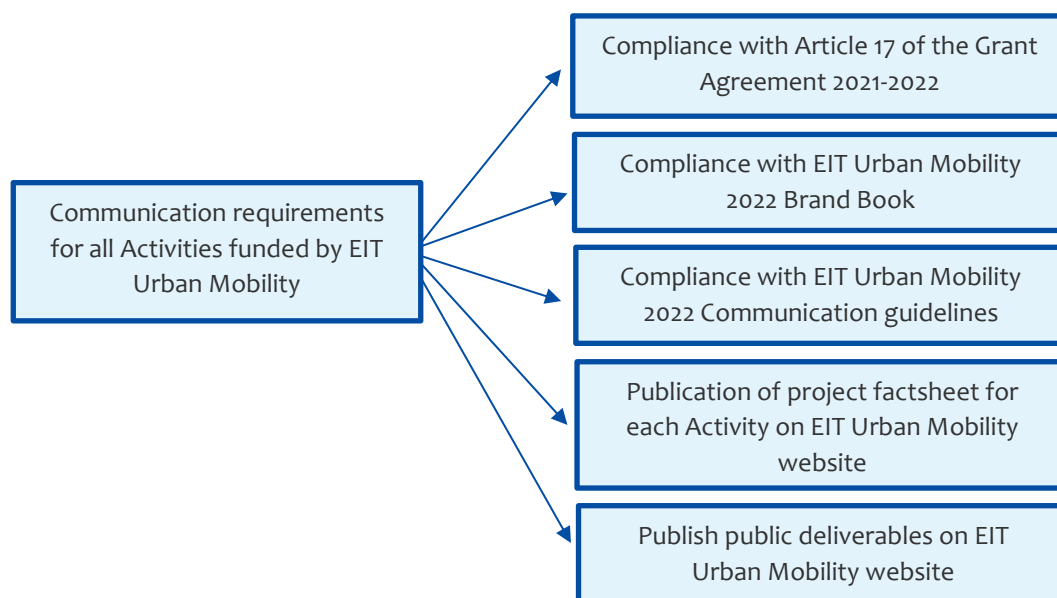 Communication requirements
for all Activities funded by EIT
Urban Mobility
Compliance with Article 17 of the Grant
Agreement 2021-2022
Compliance with EIT Urban Mobility
2022 Brand Book
Compliance with EIT Urban Mobility
2022 Communication guidelines
Publication of project factsheet for
each Activity on EIT Urban Mobility
website
Publish public deliverables on EIT
Urban Mobility website